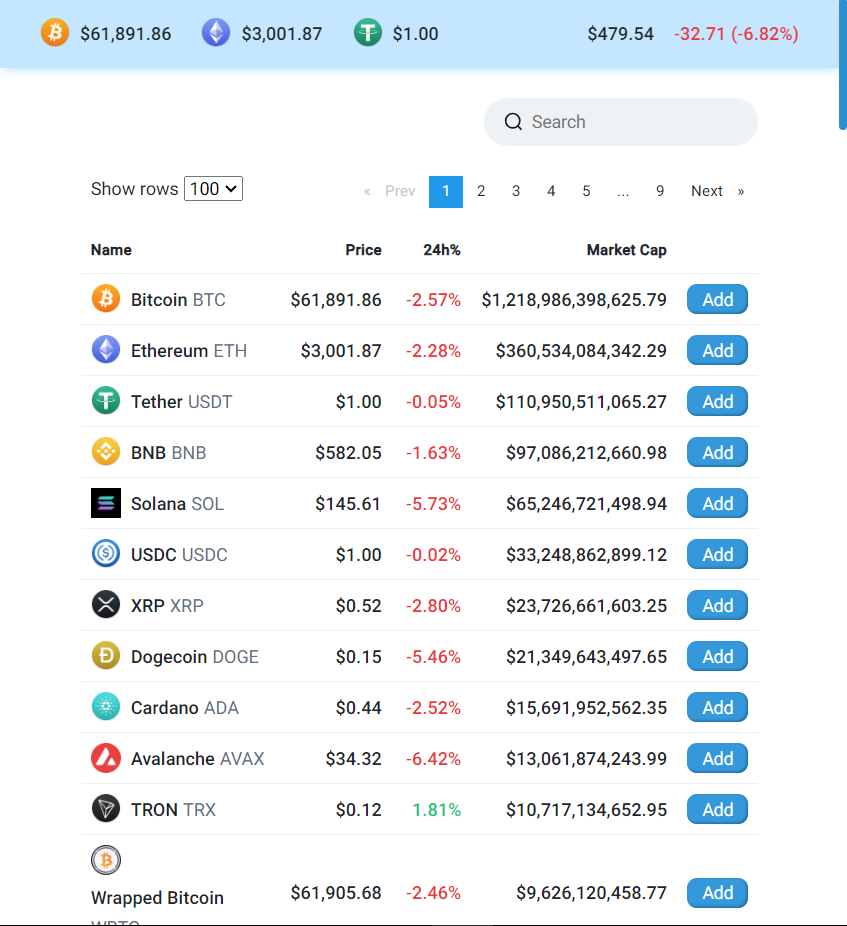 $61,891.86 $3,001.87 $1.00 $479.54 -32.71 (-6.82%)
Search
Show rows 100 « Prev 1 2 3 4 5 ... 9 Next »
Name Price 24h% Market Cap
Bitcoin BTC $61,891.86 -2.57% $1,218,986,398,625.79 Add
Ethereum ETH $3,001.87 -2.28% $360,534,084,342.29 Add
Tether USDT $1.00 -0.05% $110,950,511,065.27 Add
BNB BNB $582.05 -1.63% $97,086,212,660.98 Add
Solana SOL $145.61 -5.73% $65,246,721,498.94 Add
USDC USDC $1.00 -0.02% $33,248,862,899.12 Add
XRP XRP $0.52 -2.80% $23,726,661,603.25 Add
Dogecoin DOGE $0.15 -5.46% $21,349,643,497.65 Add
Cardano ADA $0.44 -2.52% $15,691,952,562.35 Add
Avalanche AVAX $34.32 -6.42% $13,061,874,243.99 Add
TRON TRX $0.12 1.81% $10,717,134,652.95 Add
Wrapped Bitcoin $61,905.68 -2.46% $9,626,120,458.77 Add